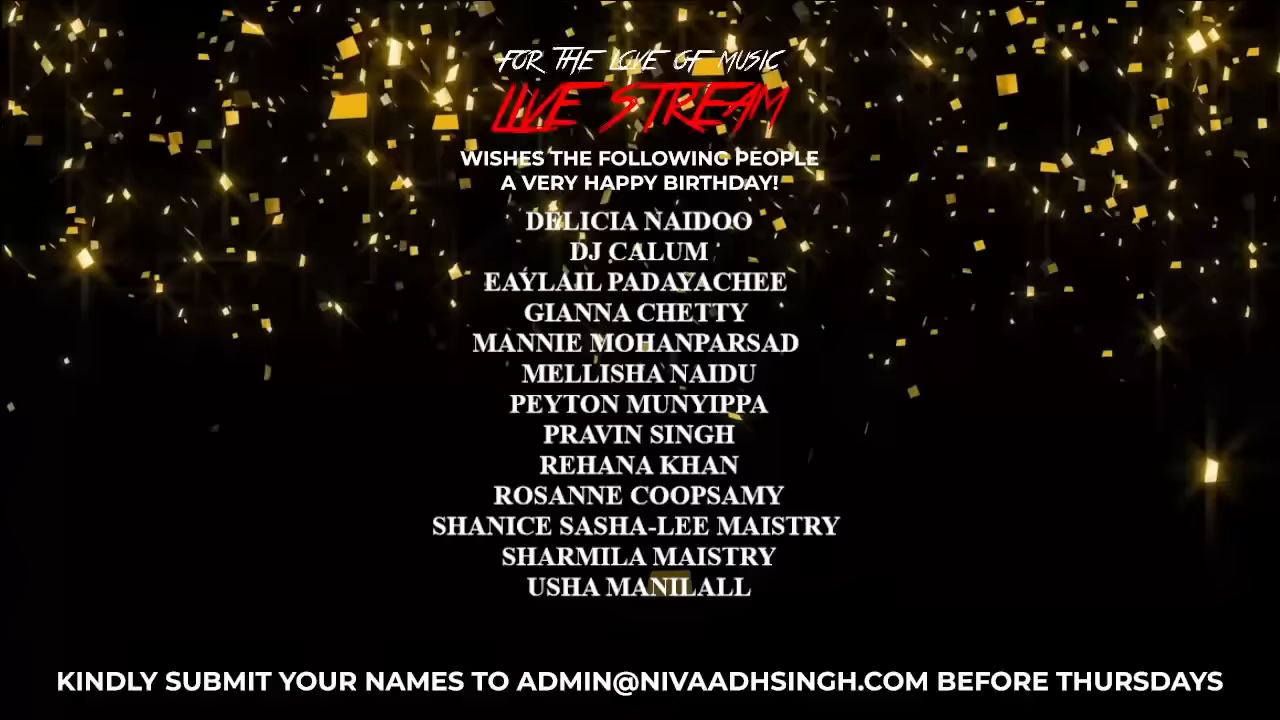 FOR THE LOVE OF MUSIC
LIVE STREAM
WISHES THE FOLLOWING PEOPLE
A VERY HAPPY BIRTHDAY!
DELICIA NAIDOO
DJ CALUM
EAYLAIL PADAYACHEE
GIANNA CHETTY
MANNIE MOHANPARSAD
MELLISHA NAIDU
PEYTON MUNYIPPA
PRAVIN SINGH
REHANA KHAN
ROSANNE COOPSAMY
SHANICE SASHA-LEE MAISTRY
SHARMILA MAISTRY
USHA MANILALL
KINDLY SUBMIT YOUR NAMES TO ADMIN@NIVAADHSINGH.COM BEFORE THURSDAYS